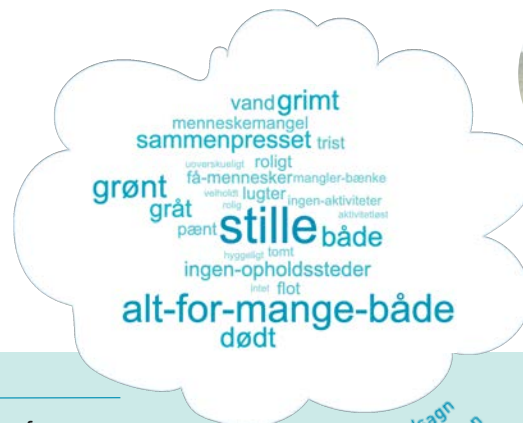 vand grimt
menneskemangel
sammenpresset trist
uoverskueligt roligt
få-mennesker mangler-bænke
grønt velholdt lugter ingen-aktiviteter
gråt rolig aktivitetløst
pænt stille både
hyggeligt tomt
ingen-opholdssteder
intet flot
alt-for-mange-både
dødt